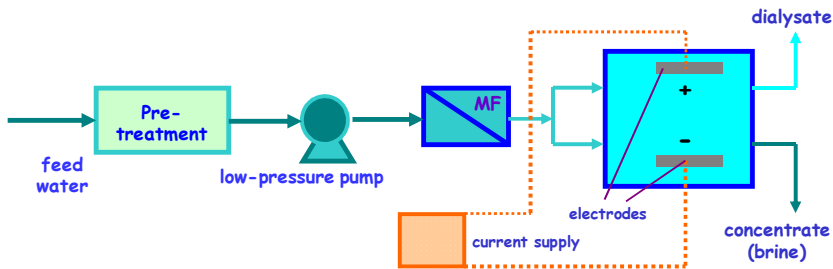 dialysate
Pre-
treatment
MF
+
-
feed
water
low-pressure pump
electrodes
current supply
concentrate
(brine)